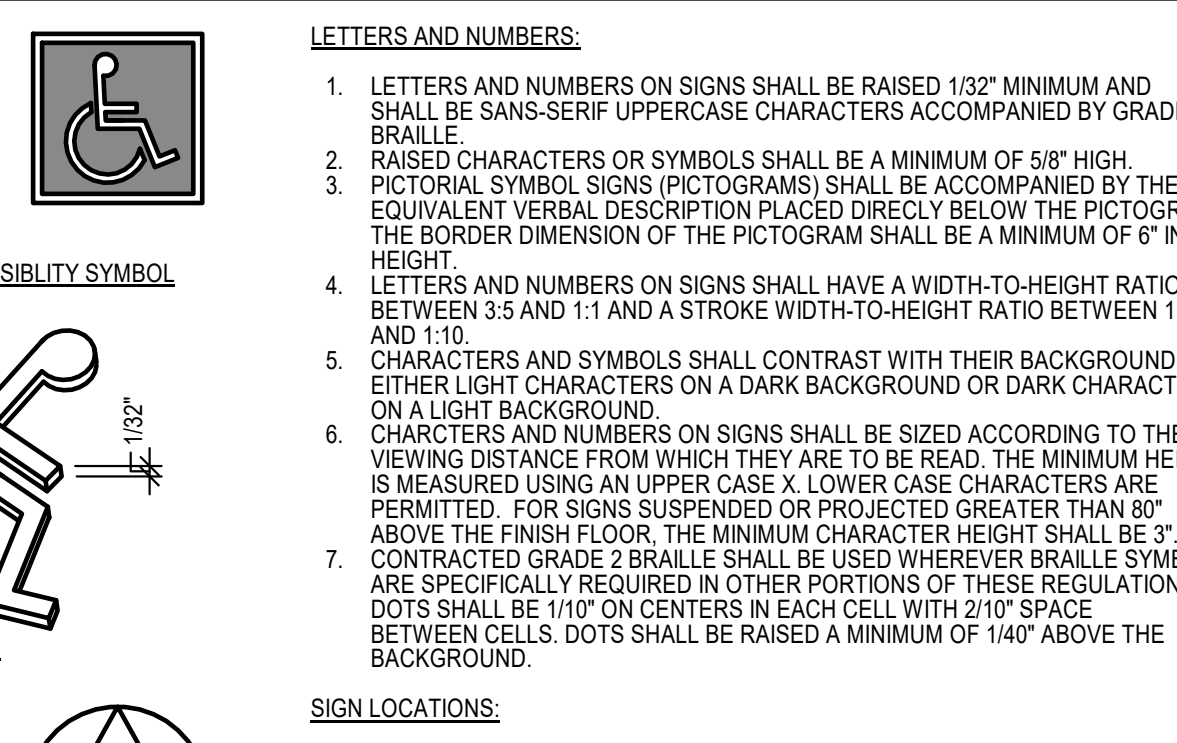 LETTERS AND NUMBERS:
1. LETTERS AND NUMBERS ON SIGNS SHALL BE RAISED 1/32" MINIMUM AND
SHALL BE SANS-SERIF UPPERCASE CHARACTERS ACCOMPANIED BY
BRAILLE.
2. RAISED CHARACTERS OR SYMBOLS SHALL BE A MINIMUM OF 5/8" HIGH.
3. PICTORIAL SYMBOL SIGNS (PICTOGRAMS) SHALL BE ACCOMPANIED BY THE
EQUIVALENT VERBAL DESCRIPTION PLACED DIRECLY BELOW THE
THE BORDER DIMENSION OF THE PICTOGRAM SHALL BE A MINIMUM OF 6" IN
HEIGHT.
4. LETTERS AND NUMBERS ON SIGNS SHALL HAVE A WIDTH-TO-HEIGHT RATIO
BETWEEN 3:5 AND 1:1 AND A STROKE WIDTH-TO-HEIGHT RATIO BETWEEN
AND 1:10.
5. CHARACTERS AND SYMBOLS SHALL CONTRAST WITH THEIR BACKGROUND
EITHER LIGHT CHARACTERS ON A DARK BACKGROUND OR DARK
ON A LIGHT BACKGROUND.
6. CHARCTERS AND NUMBERS ON SIGNS SHALL BE SIZED ACCORDING TO THE
VIEWING DISTANCE FROM WHICH THEY ARE TO BE READ. THE MINIMUM
IS MEASURED USING AN UPPER CASE X. LOWER CASE CHARACTERS ARE
PERMITTED. FOR SIGNS SUSPENDED OR PROJECTED GREATER THAN 80"
ABOVE THE FINISH FLOOR, THE MINIMUM CHARACTER HEIGHT SHALL BE 3".
7. CONTRACTED GRADE 2 BRAILLE SHALL BE USED WHEREVER BRAILLE
ARE SPECIFICALLY REQUIRED IN OTHER PORTIONS OF THESE
DOTS SHALL BE 1/10" ON CENTERS IN EACH CELL WITH 2/10" SPACE
BETWEEN CELLS. DOTS SHALL BE RAISED A MINIMUM OF 1/40" ABOVE THE
BACKGROUND.
SIGN LOCATIONS:
SYMBOL
1/32"